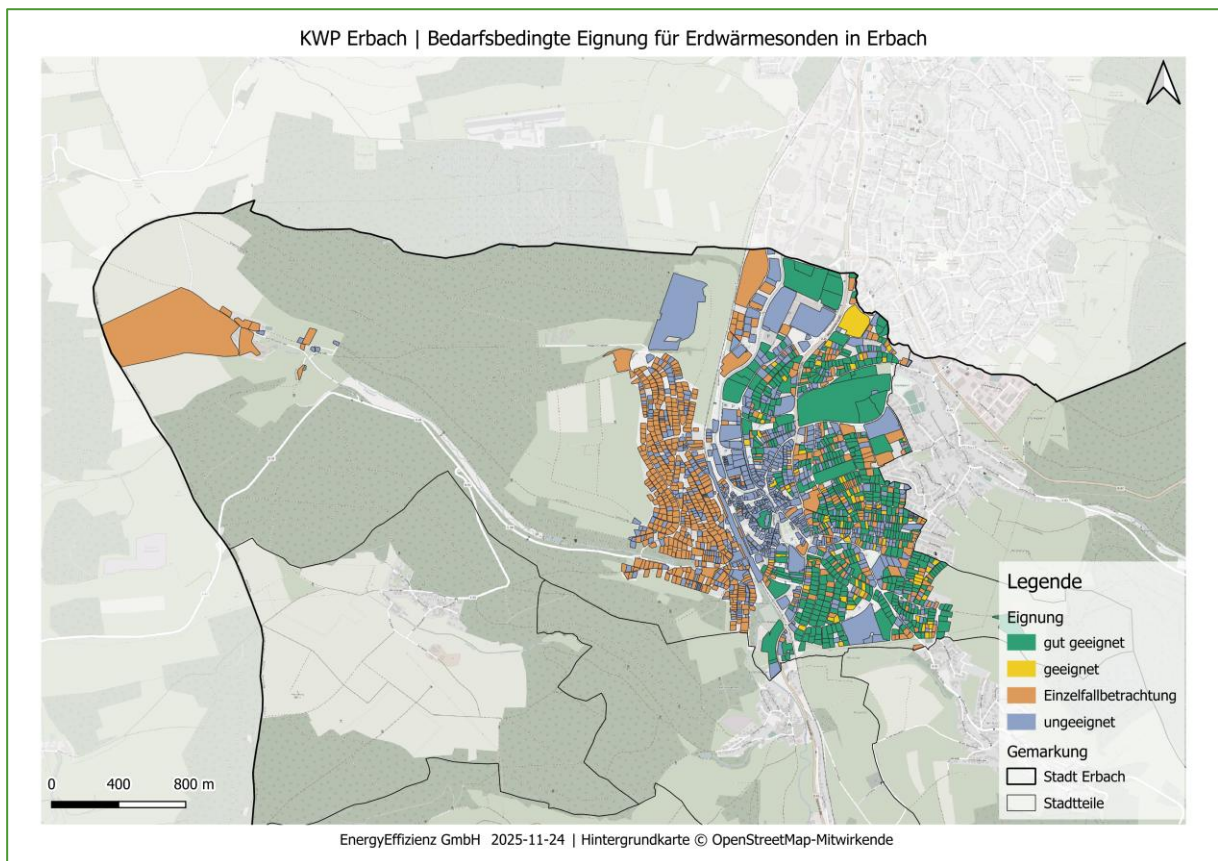 KWP Erbach | Bedarfsbedingte Eignung für Erdwärmesonden in Erbach
Legende
Eignung
gut geeignet
geeignet
Einzelfallbetrachtung
ungeeignet
Gemarkung
Stadt Erbach
Stadtteile
0 400 800 m
EnergyEffizienz GmbH 2025-11-24 | Hintergrundkarte © OpenStreetMap-Mitwirkende